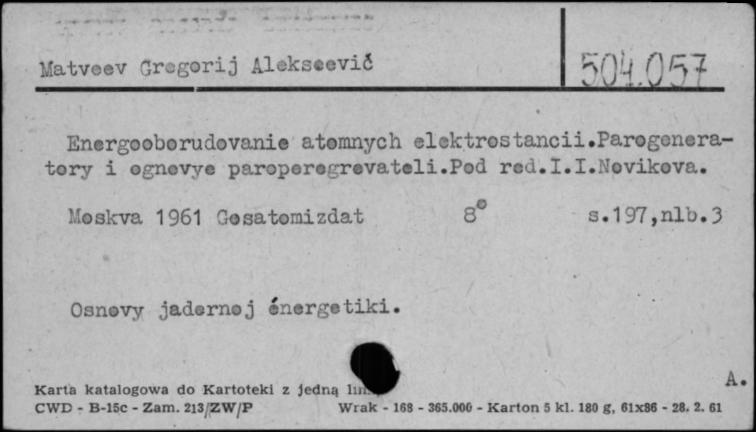 Matveev Gregorij Alekseevič
504.057
Energooborudovanie atomnych elektrostancii.Parogenera-
tory i ognevye paroperegrevateli.Pod red.I.I.Novikova.
Moskva 1961 Gosatomizdat 8° s.197,nlb.3
Osnovy jadernoj énergetiki.
A.
Karta katalogowa do Kartoteki z jedną
CWD - B-15c - Zam. 213/ZW/P Wrak - 168 - 365.000 - Karton 5 kl. 180 g, 61x86 - 28. 2. 61